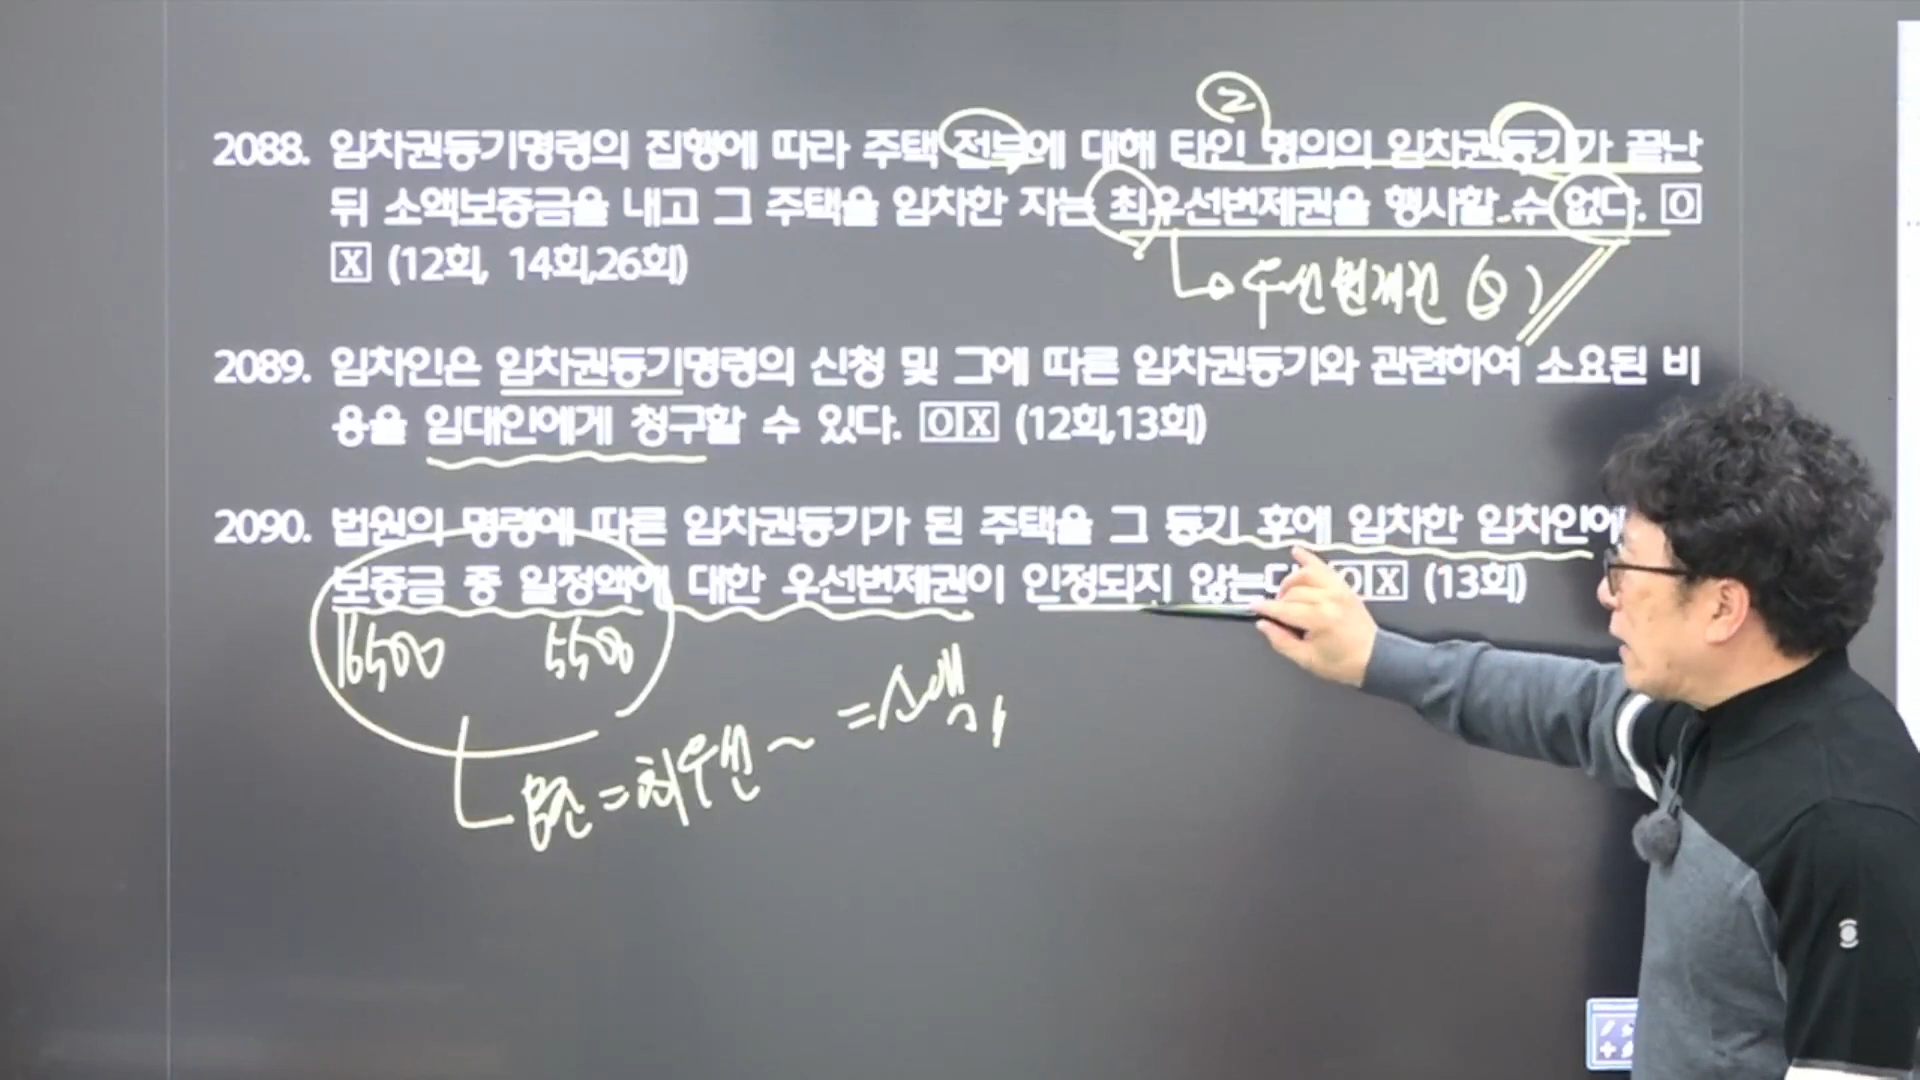 ②
2088. 임차권등기명령의 집행에 따라 주택 전부에 대해 타인 명의의 임차권등기가 끝난
뒤 소액보증금을 내고 그 주택을 임차한 자는 최우선변제권을 행사할 수 없다. O
X (12회, 14회,26회)
우선변제권
2089. 임차인은 임차권등기명령의 신청 및 그에 따른 임차권등기와 관련하여 소요된 비
용을 임대인에게 청구할 수 있다. O X (12회,13회)
2090. 법원의 명령에 따른 임차권등기가 된 주택을 그 등기 후에 임차한 임차인에
보증금 중 일정액에 대한 우선변제권이 인정되지 않는다 O X (13회)
16500 5500
= 최우선 ~ = 소액,